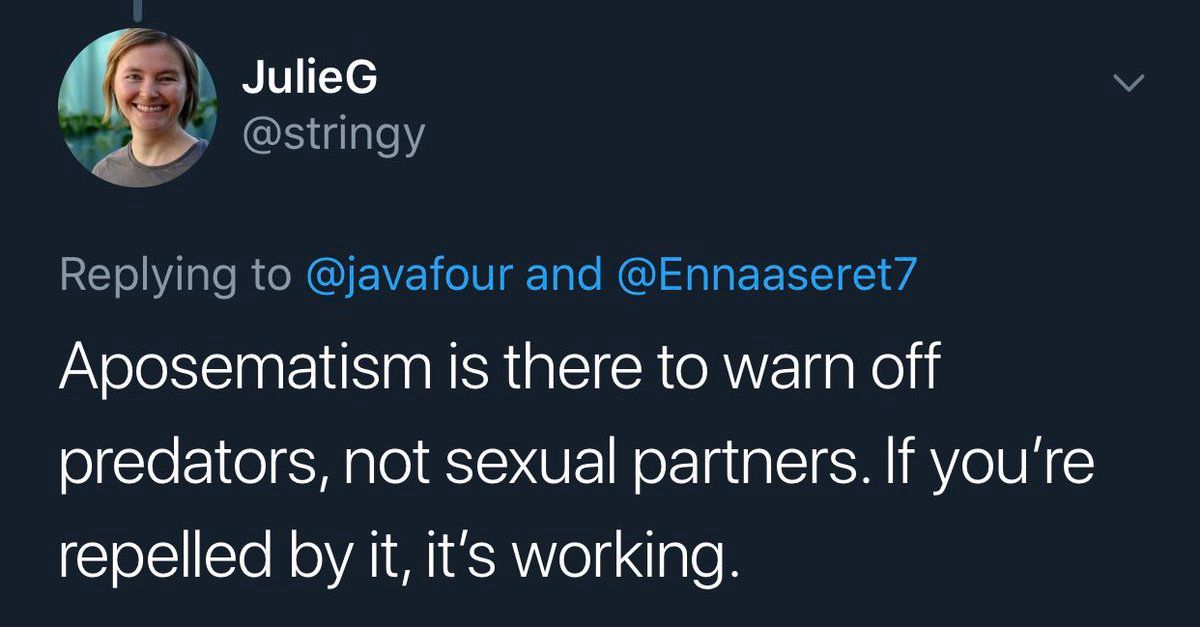 JulieG
@stringy
Replying to @javafour and @Ennaaseret7
Aposematism is there to warn off
predators, not sexual partners. If you’re
repelled by it, it’s working.